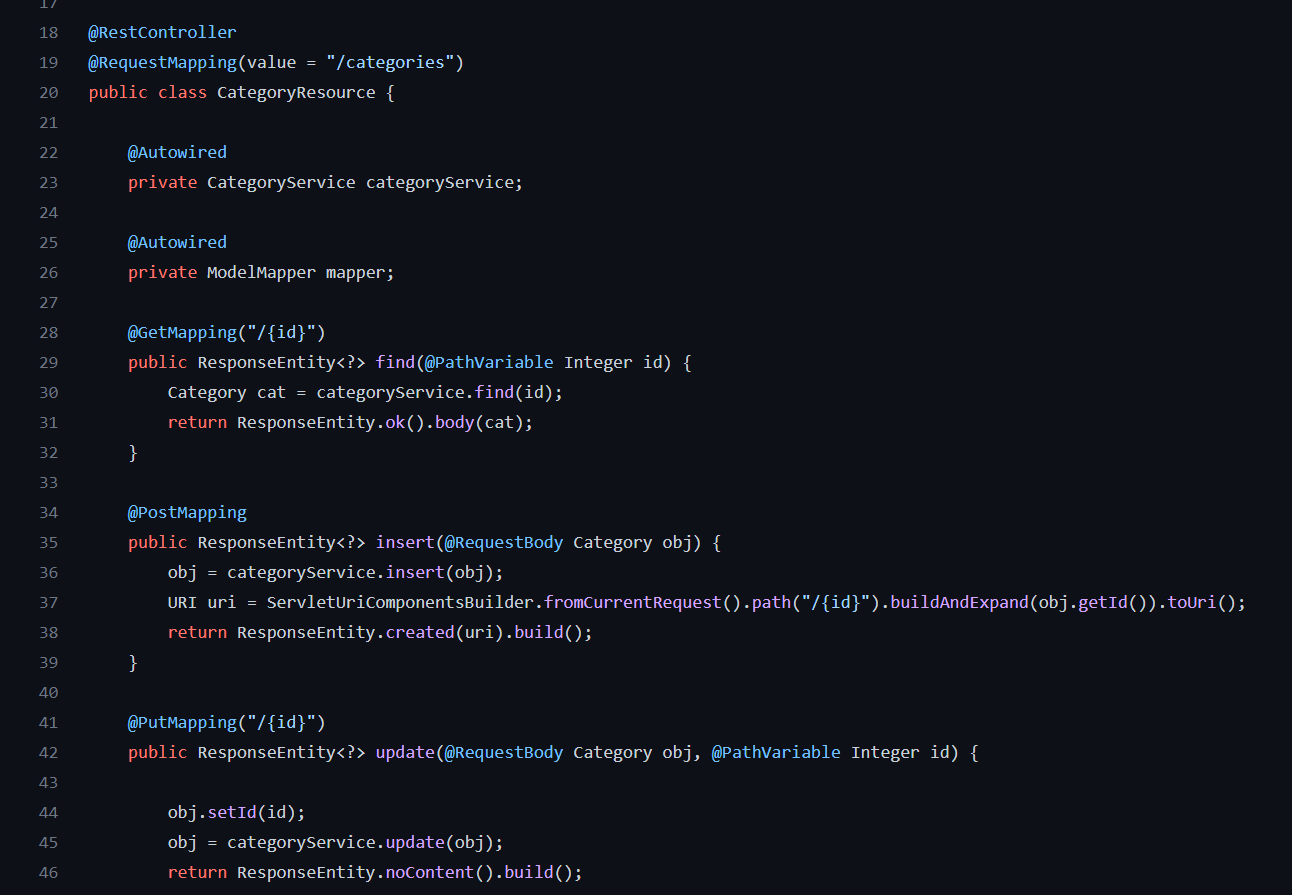 17
18 @RestController
19 @RequestMapping(value = "/categories")
20 public class CategoryResource {
21
22     @Autowired
23     private CategoryService categoryService;
24
25     @Autowired
26     private ModelMapper mapper;
27
28     @GetMapping("/{id}")
29     public ResponseEntity<?> find(@PathVariable Integer id) {
30         Category cat = categoryService.find(id);
31         return ResponseEntity.ok().body(cat);
32     }
33
34     @PostMapping
35     public ResponseEntity<?> insert(@RequestBody Category obj) {
36         obj = categoryService.insert(obj);
37         URI uri = ServletUriComponentsBuilder.fromCurrentRequest().path("/{id}").buildAndExpand(obj.getId()).toUri();
38         return ResponseEntity.created(uri).build();
39     }
40
41     @PutMapping("/{id}")
42     public ResponseEntity<?> update(@RequestBody Category obj, @PathVariable Integer id) {
43
44         obj.setId(id);
45         obj = categoryService.update(obj);
46         return ResponseEntity.noContent().build();